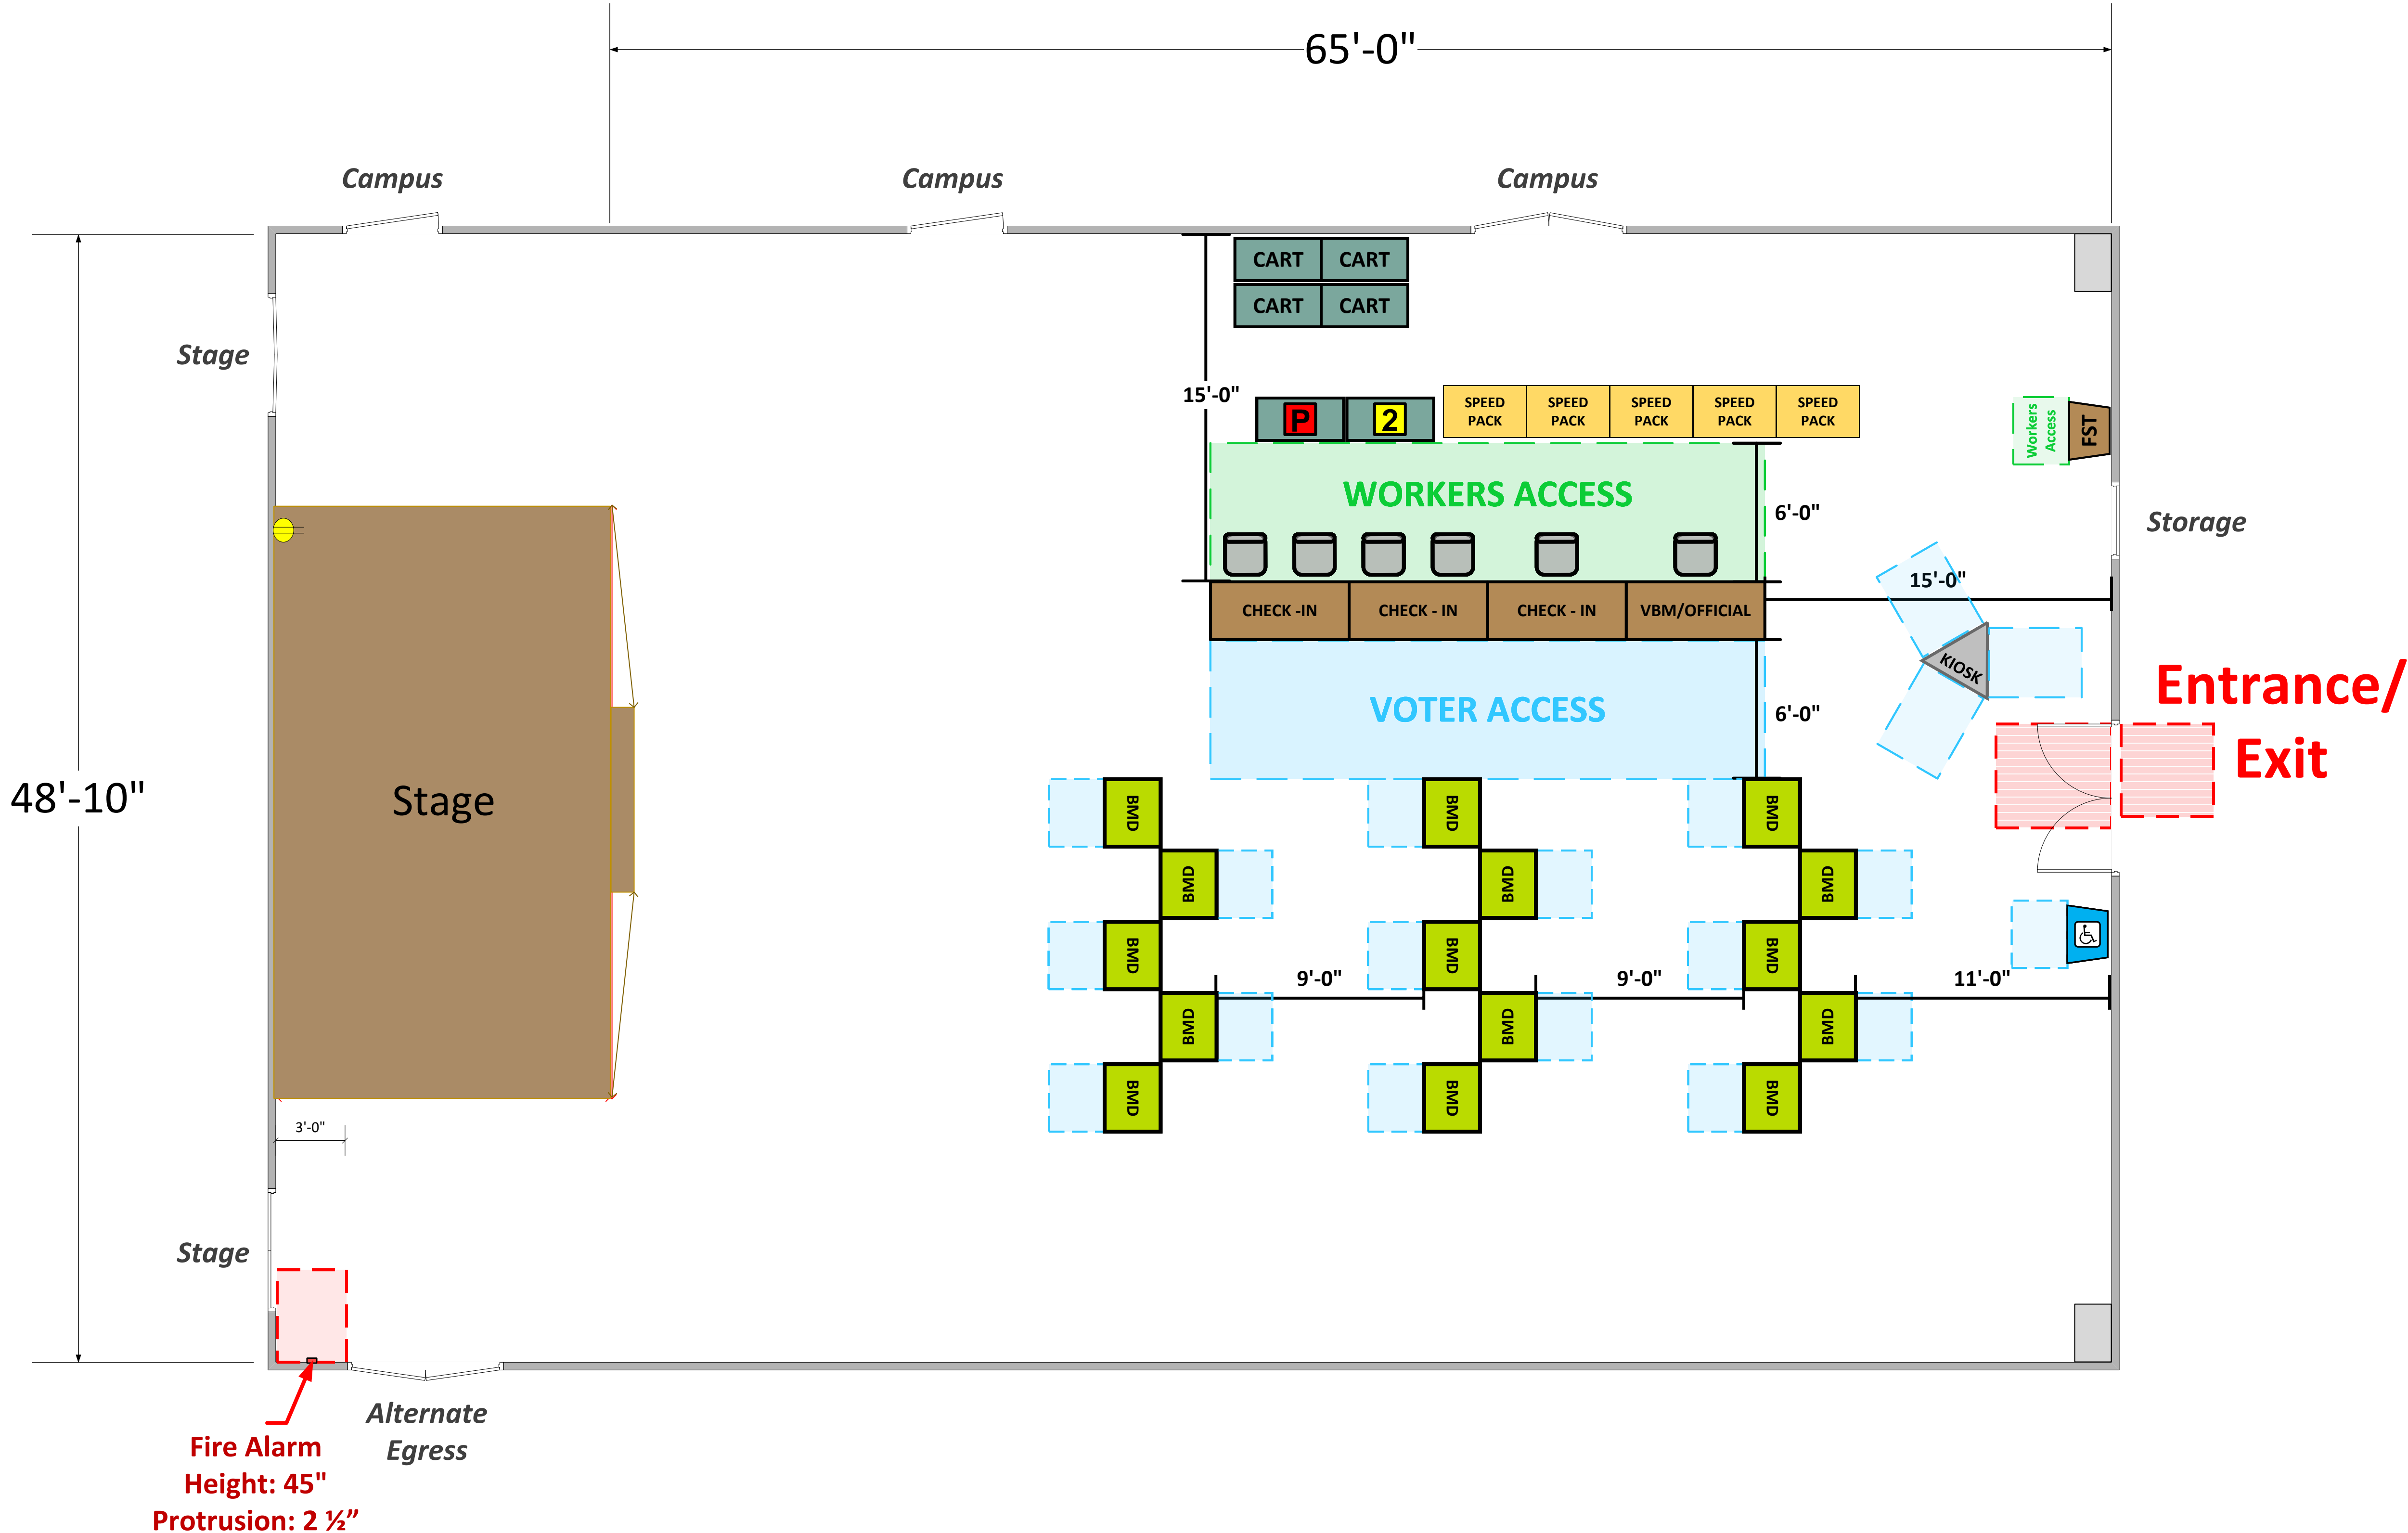 65'-0"
Campus
Campus
Campus
CART
CART
CART
CART
Stage
15'-0"
P
2
SPEED
PACK
SPEED
PACK
SPEED
PACK
SPEED
PACK
SPEED
PACK
Workers
Access
FST
WORKERS ACCESS
6'-0"
Storage
15'-0"
CHECK -IN
CHECK - IN
CHECK - IN
VBM/OFFICIAL
KIOSK
Entrance/
Exit
VOTER ACCESS
6'-0"
48'-10"
Stage
BMD
BMD
BMD
BMD
BMD
BMD
BMD
BMD
BMD
9'-0"
9'-0"
11'-0"
BMD
BMD
BMD
BMD
BMD
BMD
3'-0"
Stage
Alternate
Egress
Fire Alarm
Height: 45"
Protrusion: 2 ½”